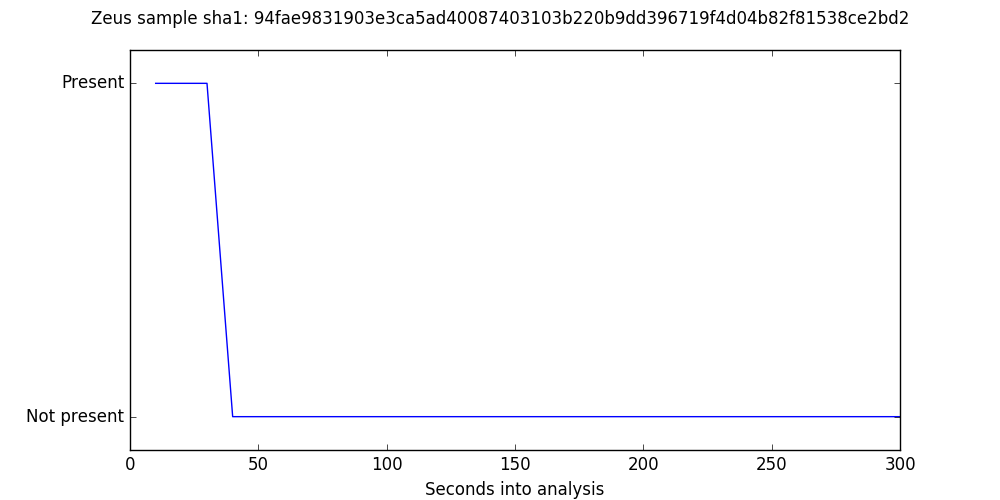 Zeus sample sha1: 94fae9831903e3ca5ad40087403103b220b9dd396719f4d04b82f81538ce2bd2
Present
Not present
0 50 100 150 200 250 300
Seconds into analysis